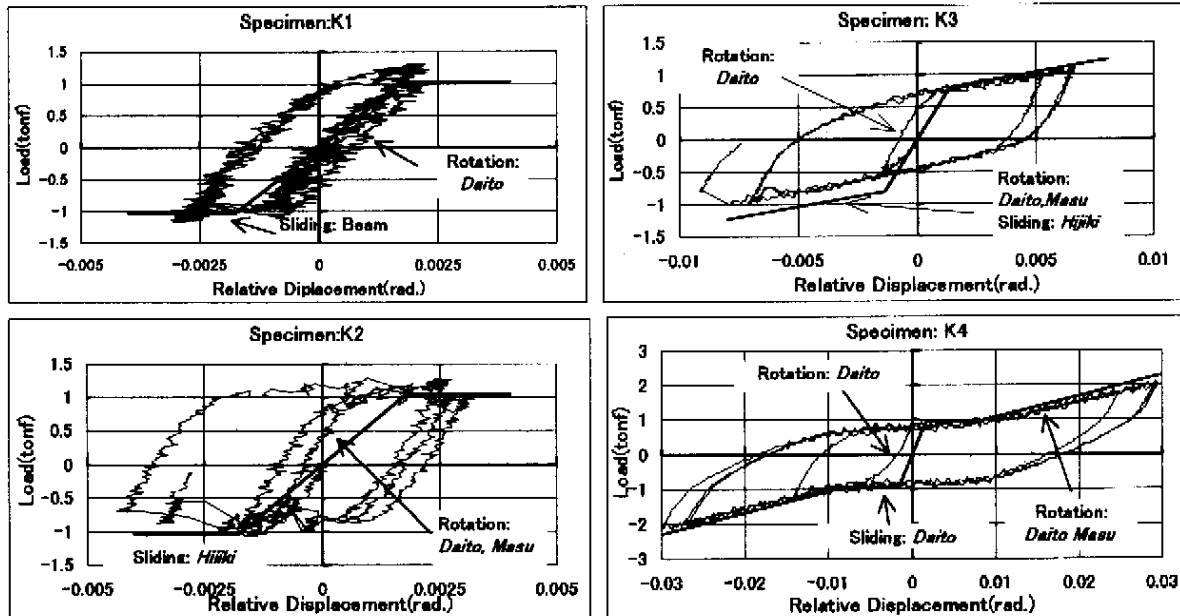 Specimen:K1
Load(tonf)
1.5
1
0.5
0
−0.5
−1
−1.5
Rotation:
Daito
Sliding: Beam
−0.005
−0.0025
0
0.0025
0.005
Relative Diplacement(rad.)
Specimen: K3
Load(tonf)
1.5
1
0.5
0
−0.5
−1
−1.5
Rotation:
Daito
Rotation:
Daito,Masu
Sliding: Hijiki
−0.01
−0.005
0
0.005
0.01
Relative Displacement(rad.)
Specimen:K2
Load(tonf)
1.5
1
0.5
0
−0.5
−1
−1.5
Sliding: Hijiki
Rotation:
Daito, Masu
−0.005
−0.0025
0
0.0025
0.005
Relative Displacement(rad.)
Specimen: K4
Load(tonf)
3
2
1
0
−1
−2
−3
Rotation: Daito
Sliding: Daito
Rotation:
Daito Masu
−0.03
−0.02
−0.01
0
0.01
0.02
0.03
Relative Displacement(rad.)